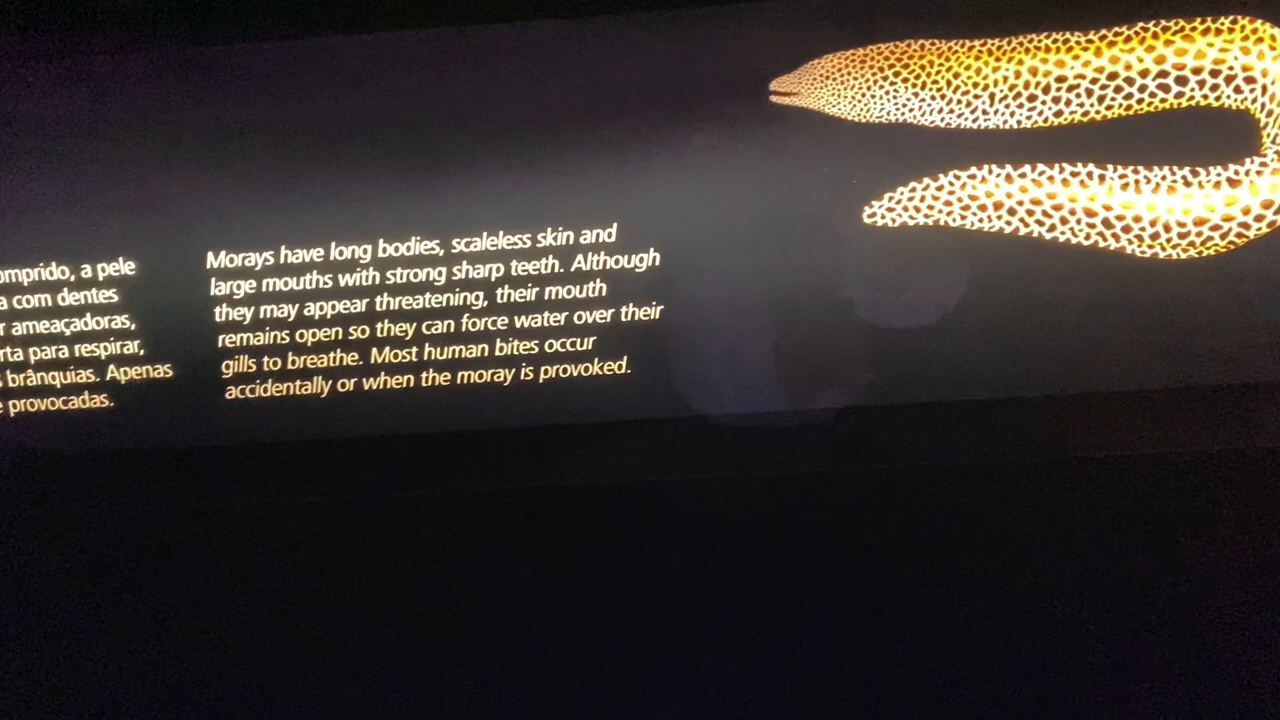 omprido, a pele
a com dentes
r ameaçadoras,
rta para respirar,
brânquias. Apenas
provocadas.
Morays have long bodies, scaleless skin and
large mouths with strong sharp teeth. Although
they may appear threatening, their mouth
remains open so they can force water over their
gills to breathe. Most human bites occur
accidentally or when the moray is provoked.